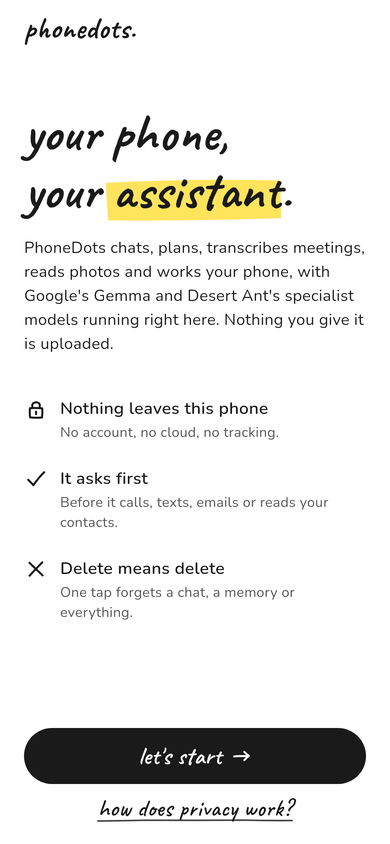 phonedots.
your phone,
your assistant.
PhoneDots chats, plans, transcribes meetings,
reads photos and works your phone, with
Google's Gemma and Desert Ant's specialist
models running right here. Nothing you give it
is uploaded.
Nothing leaves this phone
No account, no cloud, no tracking.
It asks first
Before it calls, texts, emails or reads your
contacts.
Delete means delete
One tap forgets a chat, a memory or
everything.
let's start →
how does privacy work?